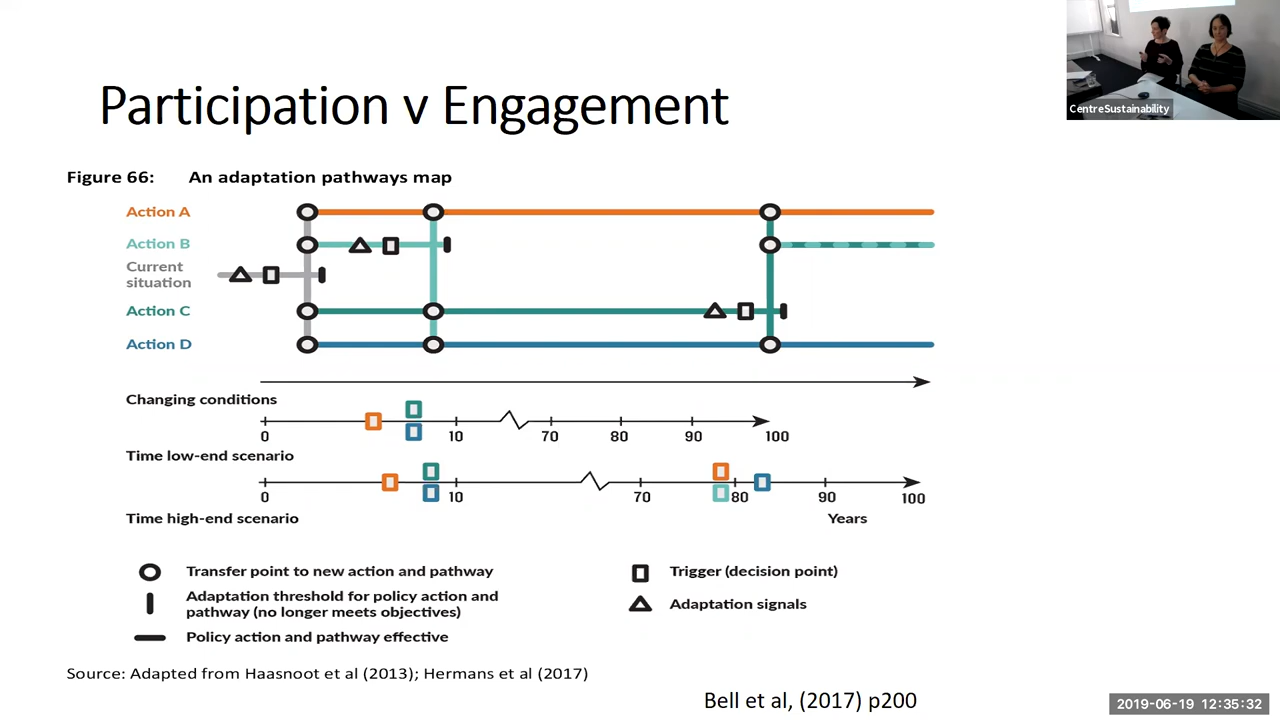 Participation v Engagement
CentreSustainability
Figure 66: An adaptation pathways map
Action A
Action B
Current
situation
Action C
Action D
Changing conditions
0 10 70 80 90 100
Time low-end scenario
0 10 70 80 90 100
Time high-end scenario
Years
Transfer point to new action and pathway
Trigger (decision point)
Adaptation threshold for policy action and
pathway (no longer meets objectives)
Adaptation signals
Policy action and pathway effective
Source: Adapted from Haasnoot et al (2013); Hermans et al (2017)
Bell et al, (2017) p200
2019-06-19 12:35:32